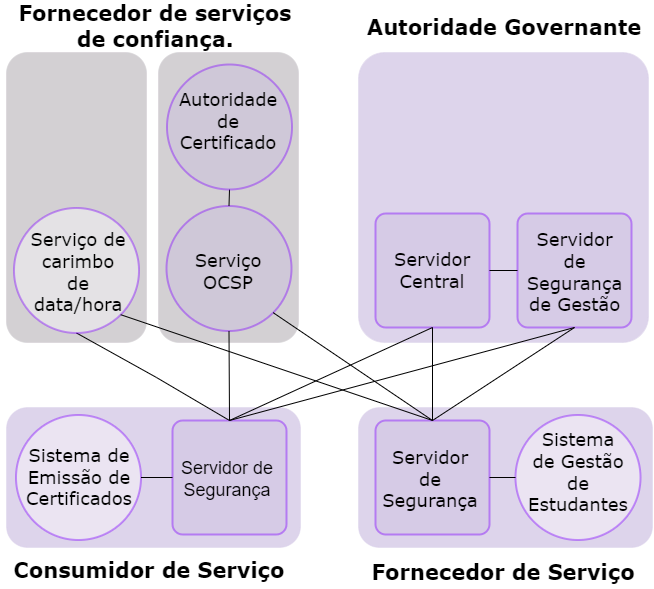 Fornecedor de serviços
de confiança.
Autoridade Governante
Autoridade
de
Certificado
Serviço de
carimbo
de
data/hora
Serviço
OCSP
Servidor
Central
Servidor
de
Segurança
de Gestão
Sistema de
Emissão de
Certificados
Servidor de
Segurança
Servidor
de
Segurança
Sistema
de Gestão
de
Estudantes
Consumidor de Serviço
Fornecedor de Serviço